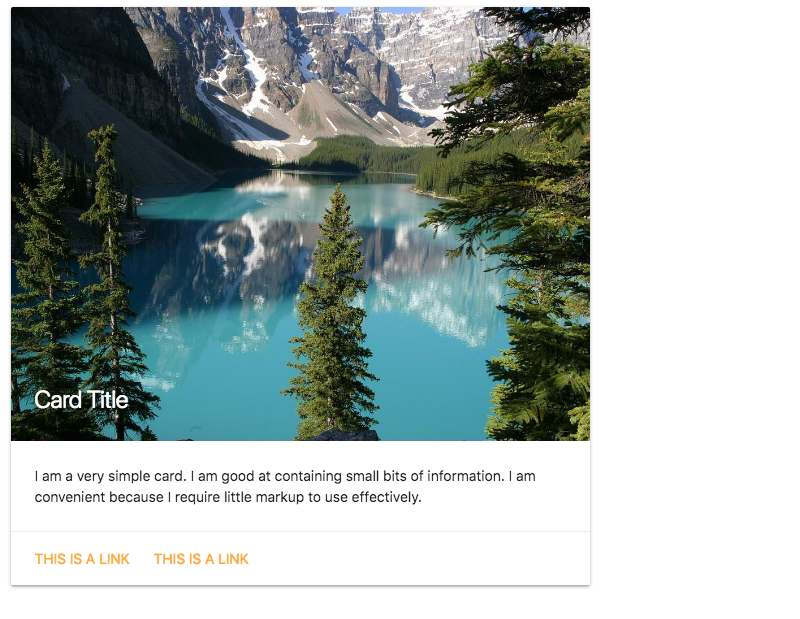 Card Title
I am a very simple card. I am good at containing small bits of information. I am
convenient because I require little markup to use effectively.
THIS IS A LINK THIS IS A LINK